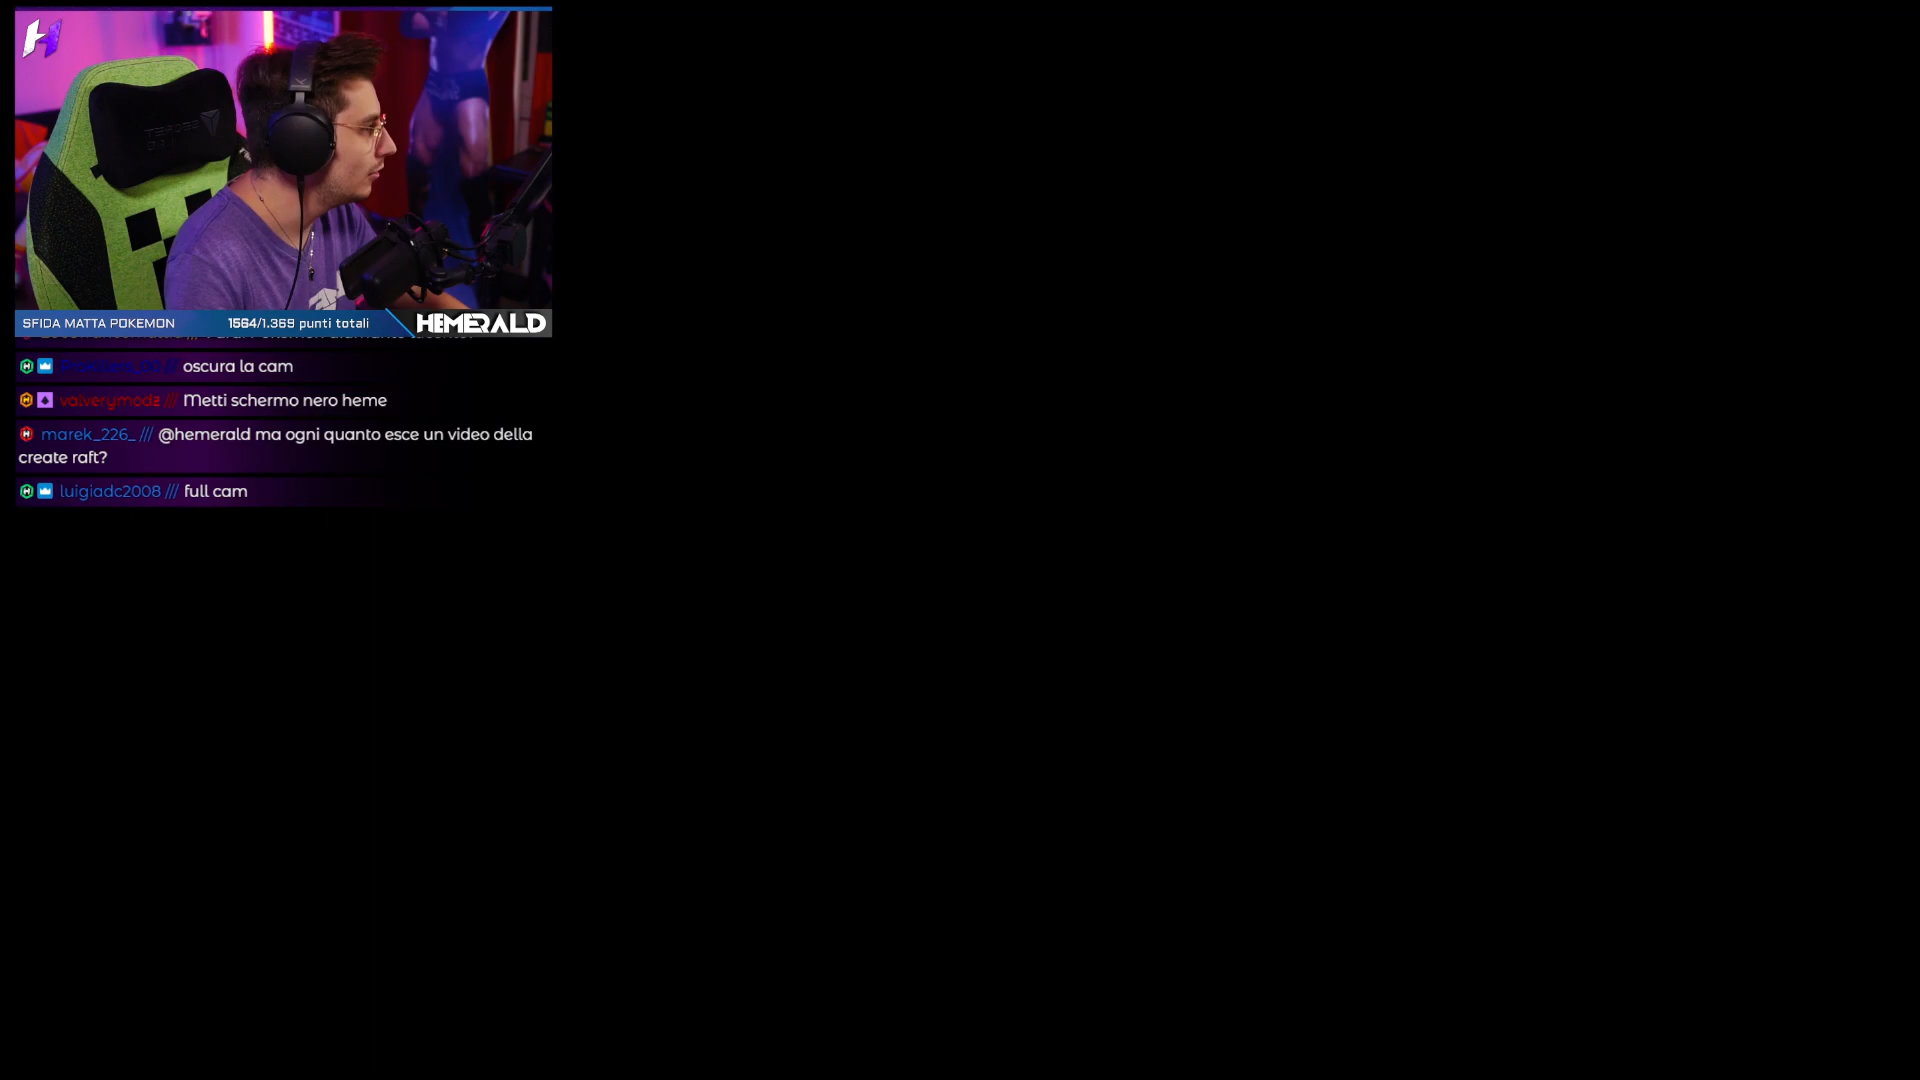 SFIDA MATTA POKEMON 1564/1.369 punti totali HEMERALD
/// oscura la cam
valverymodz /// Metti schermo nero heme
marek_226_ /// @hemerald ma ogni quanto esce un video della
create raft?
luigiadc2008 /// full cam